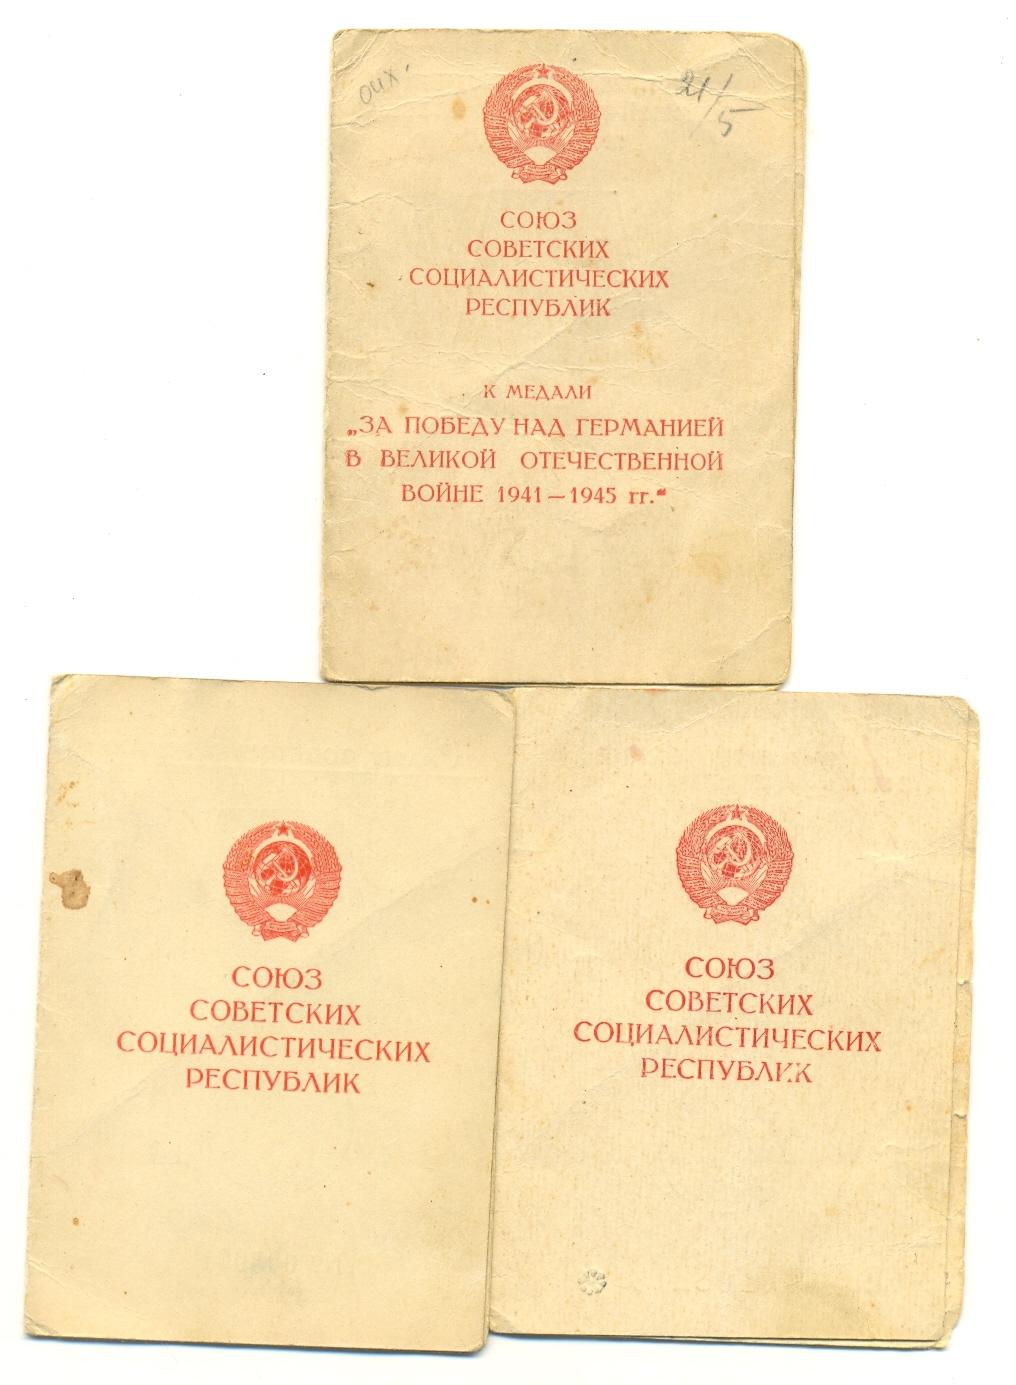 21/5
СОЮЗ
СОВЕТСКИХ
СОЦИАЛИСТИЧЕСКИХ
РЕСПУБЛИК
К МЕДАЛИ
„ЗА ПОБЕДУ НАД ГЕРМАНИЕЙ
В ВЕЛИКОЙ ОТЕЧЕСТВЕННОЙ
ВОЙНЕ 1941—1945 гг.“
СОЮЗ
СОВЕТСКИХ
СОЦИАЛИСТИЧЕСКИХ
РЕСПУБЛИК
СОЮЗ
СОВЕТСКИХ
СОЦИАЛИСТИЧЕСКИХ
РЕСПУБЛИК